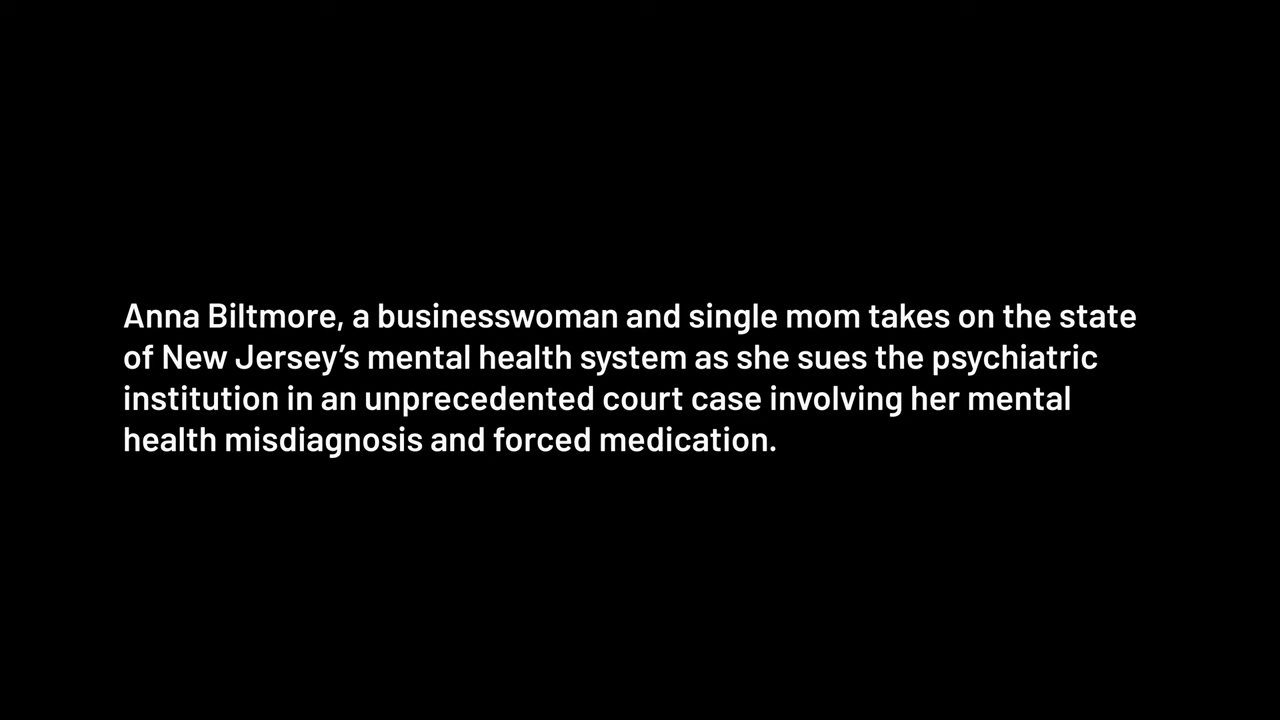 Anna Biltmore, a businesswoman and single mom takes on the state
of New Jersey’s mental health system as she sues the psychiatric
institution in an unprecedented court case involving her mental
health misdiagnosis and forced medication.